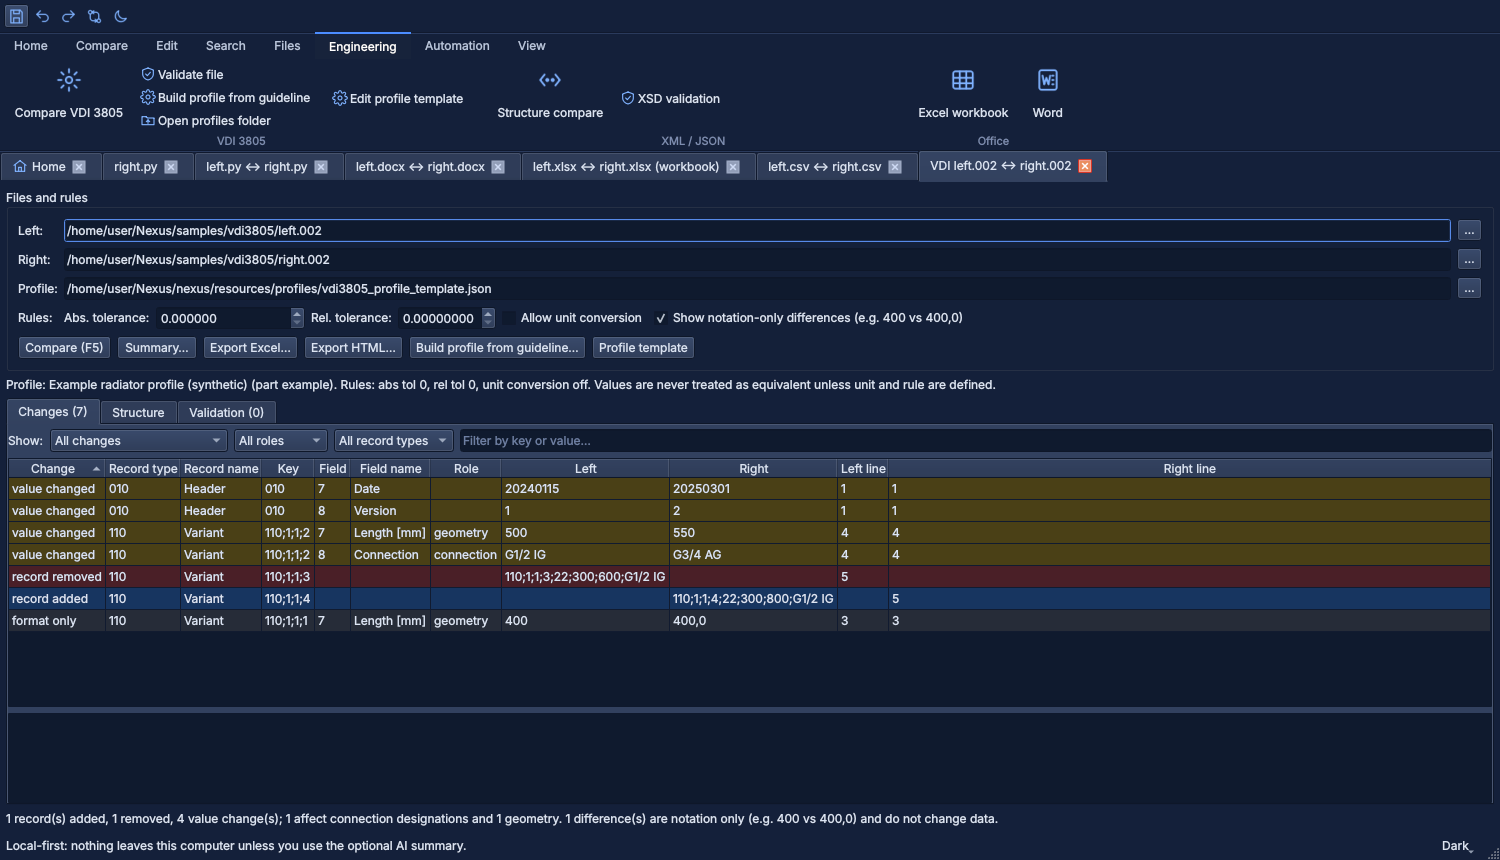 Home Compare Edit Search Files Engineering Automation View
Validate file
Build profile from guideline
Edit profile template
Compare VDI 3805
Open profiles folder
Structure compare
XSD validation
Excel workbook
Word
VDI 3805 XML / JSON Office
Home right.py left.py ↔ right.py left.docx ↔ right.docx left.xlsx ↔ right.xlsx (workbook) left.csv ↔ right.csv VDI left.002 ↔ right.002
Files and rules
Left: /home/user/Nexus/samples/vdi3805/left.002 ...
Right: /home/user/Nexus/samples/vdi3805/right.002 ...
Profile: /home/user/Nexus/nexus/resources/profiles/vdi3805_profile_template.json ...
Rules: Abs. tolerance: 0.000000 Rel. tolerance: 0.00000000 Allow unit conversion Show notation-only differences (e.g. 400 vs 400,0)
Compare (F5) Summary... Export Excel... Export HTML... Build profile from guideline... Profile template
Profile: Example radiator profile (synthetic) (part example). Rules: abs tol 0, rel tol 0, unit conversion off. Values are never treated as equivalent unless unit and rule are defined.
Changes (7) Structure Validation (0)
Show: All changes All roles All record types Filter by key or value...
Change Record type Record name Key Field Field name Role Left Right Left line Right line
value changed 010 Header 010 7 Date 20240115 20250301 1 1
value changed 010 Header 010 8 Version 1 2 1 1
value changed 110 Variant 110;1;1;2 7 Length [mm] geometry 500 550 4 4
value changed 110 Variant 110;1;1;2 8 Connection connection G1/2 IG G3/4 AG 4 4
record removed 110 Variant 110;1;1;3 110;1;1;3;22;300;600;G1/2 IG 5
record added 110 Variant 110;1;1;4 110;1;1;4;22;300;800;G1/2 IG 5
format only 110 Variant 110;1;1;1 7 Length [mm] geometry 400 400,0 3 3
1 record(s) added, 1 removed, 4 value change(s); 1 affect connection designations and 1 geometry. 1 difference(s) are notation only (e.g. 400 vs 400,0) and do not change data.
Local-first: nothing leaves this computer unless you use the optional AI summary. Dark